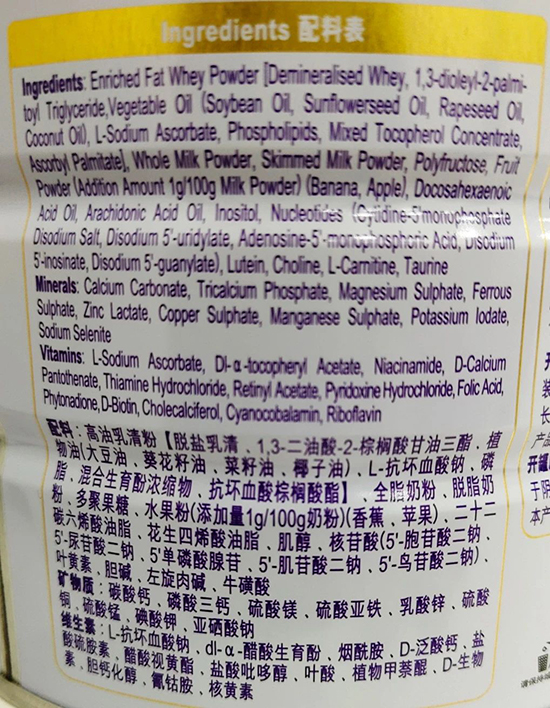 Ingredients 配料表
Ingredients: Enriched Fat Whey Powder [Demineralised Whey, 1,3-dioleyl-2-palmi-
toyl Triglyceride,Vegetable Oil (Soybean Oil, Sunflowerseed Oil, Rapeseed Oil,
Coconut Oil), L-Sodium Ascorbate, Phospholipids, Mixed Tocopherol Concentrate,
Ascorbyl Palmitate], Whole Milk Powder, Skimmed Milk Powder, Polyfructose, Fruit
Powder (Addition Amount 1g/100g Milk Powder) (Banana, Apple), Docosahexaenoic
Acid Oil, Arachidonic Acid Oil, Inositol, Nucleotides (Cytidine-5'monophosphate
Disodium Salt, Disodium 5'-uridylate, Adenosine-5'-monophosphoric Acid, Disodium
5'-inosinate, Disodium 5'-guanylate), Lutein, Choline, L-Carnitine, Taurine
Minerals: Calcium Carbonate, Tricalcium Phosphate, Magnesium Sulphate, Ferrous
Sulphate, Zinc Lactate, Copper Sulphate, Manganese Sulphate, Potassium Iodate,
Sodium Selenite
Vitamins: L-Sodium Ascorbate, Dl-α-tocopheryl Acetate, Niacinamide, D-Calcium
Pantothenate, Thiamine Hydrochloride, Retinyl Acetate, Pyridoxine Hydrochloride, Folic Acid,
Phytonadione, D-Biotin, Cholecalciferol, Cyanocobalamin, Riboflavin
配料：高油乳清粉【脱盐乳清、1,3-二油酸-2-棕榈酸甘油三酯、植
物油(大豆油、葵花籽油、菜籽油、椰子油)、L-抗坏血酸钠、磷
脂、混合生育酚浓缩物、抗坏血酸棕榈酸酯】、全脂奶粉、脱脂奶
粉、多聚果糖、水果粉(添加量1g/100g奶粉)(香蕉、苹果)、二十二
碳六烯酸油脂、花生四烯酸油脂、肌醇、核苷酸(5'-胞苷酸二钠、
5'-尿苷酸二钠、5'单磷酸腺苷、5'-肌苷酸二钠、5'-鸟苷酸二钠)、
叶黄素、胆碱、左旋肉碱、牛磺酸
矿物质：碳酸钙、磷酸三钙、硫酸镁、硫酸亚铁、乳酸锌、硫酸
铜、硫酸锰、碘酸钾、亚硒酸钠
维生素：L-抗坏血酸钠、dl-α-醋酸生育酚、烟酰胺、D-泛酸钙、盐
酸硫胺素、醋酸视黄酯、盐酸吡哆醇、叶酸、植物甲萘醌、D-生物
素、胆钙化醇、氰钴胺、核黄素
开
装
长
产品
开罐
于阴
本产
请保持城